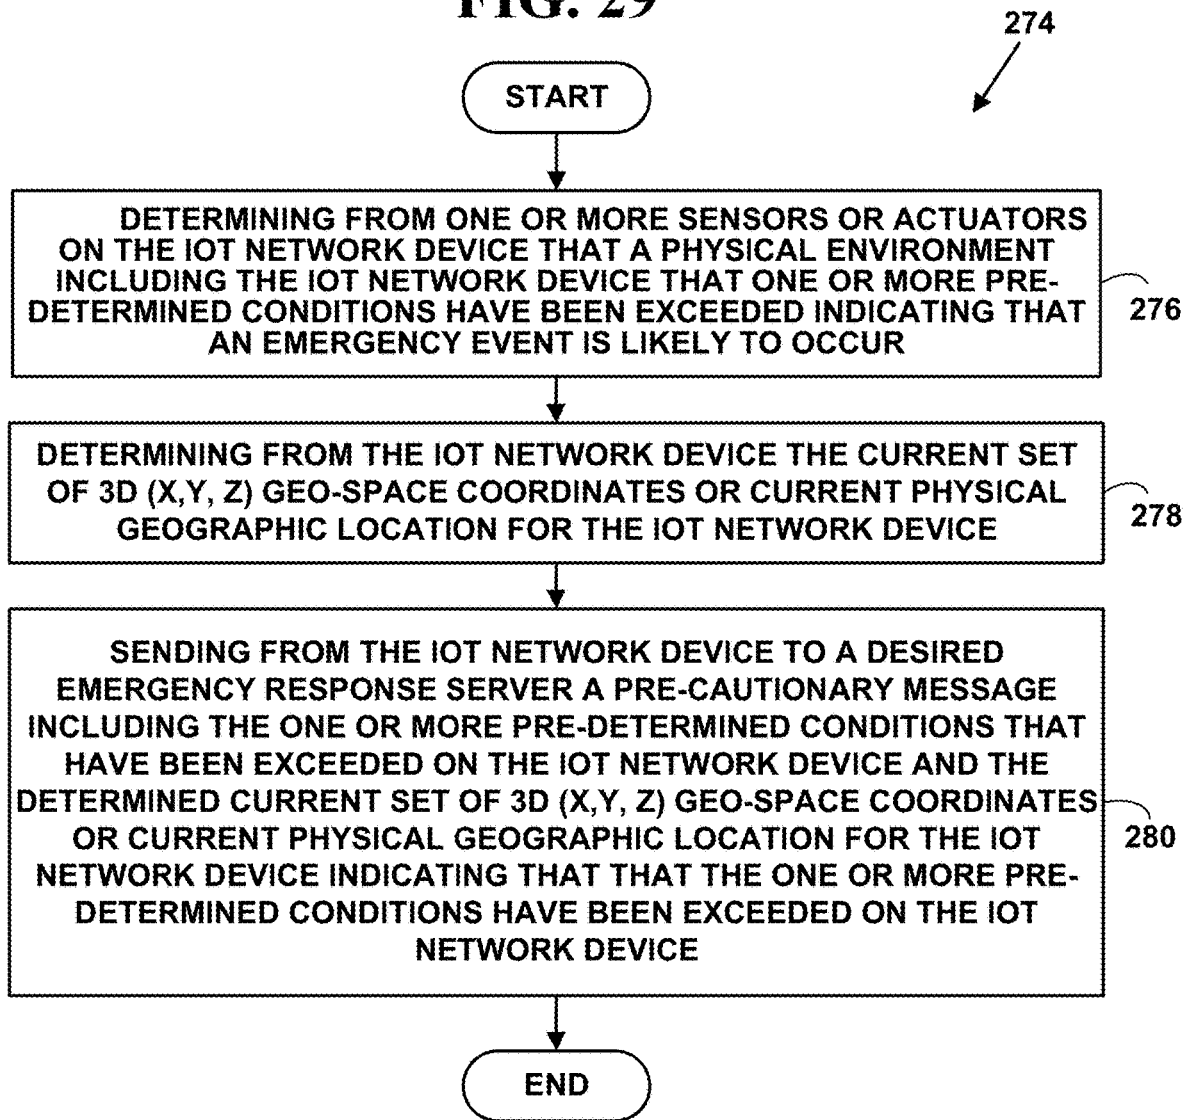 FIG. 29
274
START
DETERMINING FROM ONE OR MORE SENSORS OR ACTUATORS
ON THE IOT NETWORK DEVICE THAT A PHYSICAL ENVIRONMENT
INCLUDING THE IOT NETWORK DEVICE THAT ONE OR MORE PRE-
DETERMINED CONDITIONS HAVE BEEN EXCEEDED INDICATING THAT
AN EMERGENCY EVENT IS LIKELY TO OCCUR
276
DETERMINING FROM THE IOT NETWORK DEVICE THE CURRENT SET
OF 3D (X,Y, Z) GEO-SPACE COORDINATES OR CURRENT PHYSICAL
GEOGRAPHIC LOCATION FOR THE IOT NETWORK DEVICE
278
SENDING FROM THE IOT NETWORK DEVICE TO A DESIRED
EMERGENCY RESPONSE SERVER A PRE-CAUTIONARY MESSAGE
INCLUDING THE ONE OR MORE PRE-DETERMINED CONDITIONS THAT
HAVE BEEN EXCEEDED ON THE IOT NETWORK DEVICE AND THE
DETERMINED CURRENT SET OF 3D (X,Y, Z) GEO-SPACE COORDINATES
OR CURRENT PHYSICAL GEOGRAPHIC LOCATION FOR THE IOT
NETWORK DEVICE INDICATING THAT THAT THE ONE OR MORE PRE-
DETERMINED CONDITIONS HAVE BEEN EXCEEDED ON THE IOT
NETWORK DEVICE
280
END